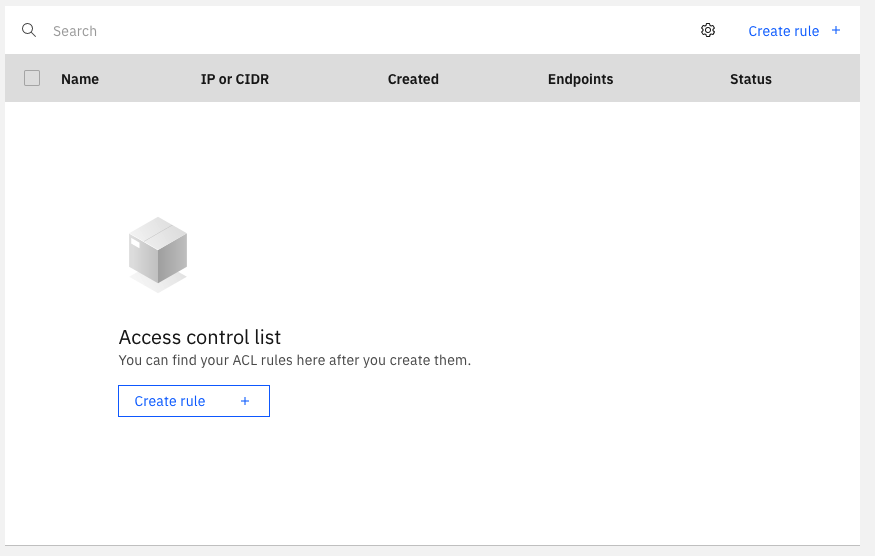 Search
Create rule +
Name IP or CIDR Created Endpoints Status
Access control list
You can find your ACL rules here after you create them.
Create rule +